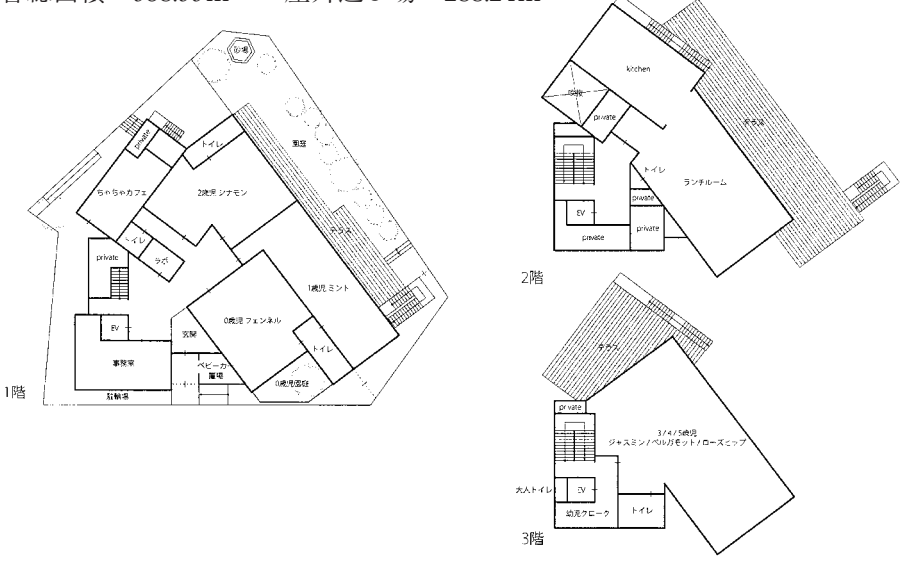 砂場
private
トイレ
園庭
ちゃちゃカフェ
2歳児 シナモン
テラス
トイレ
ラボ
private
1歳児 ミント
0歳児 フェンネル
EV
玄関
トイレ
事務室
ベビーカー
置場
0歳児園庭
駐輪場
1階
kitchen
吹抜
private
テラス
トイレ
ランチルーム
private
EV
private
private
2階
テラス
private
3/4/5歳児
ジャスミン/ベルガモット/ローズヒップ
大人トイレ
EV
幼児クローク
トイレ
3階